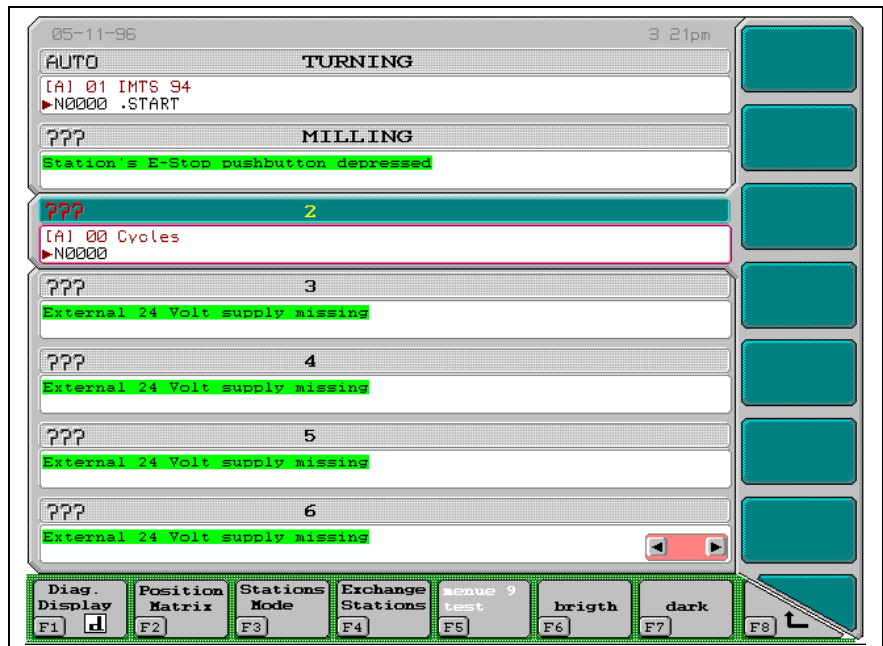 05-11-96 3 21pm
AUTO TURNING
[A] 01 IMTS 94
►N0000 .START
??? MILLING
Station's E-Stop pushbutton depressed
??? 2
[A] 00 Cycles
►N0000
??? 3
External 24 Volt supply missing
??? 4
External 24 Volt supply missing
??? 5
External 24 Volt supply missing
??? 6
External 24 Volt supply missing
Diag. Display F1 d
Position Matrix F2
Stations Mode F3
Exchange Stations F4
menue 9 test F5
brigth F6
dark F7
F8